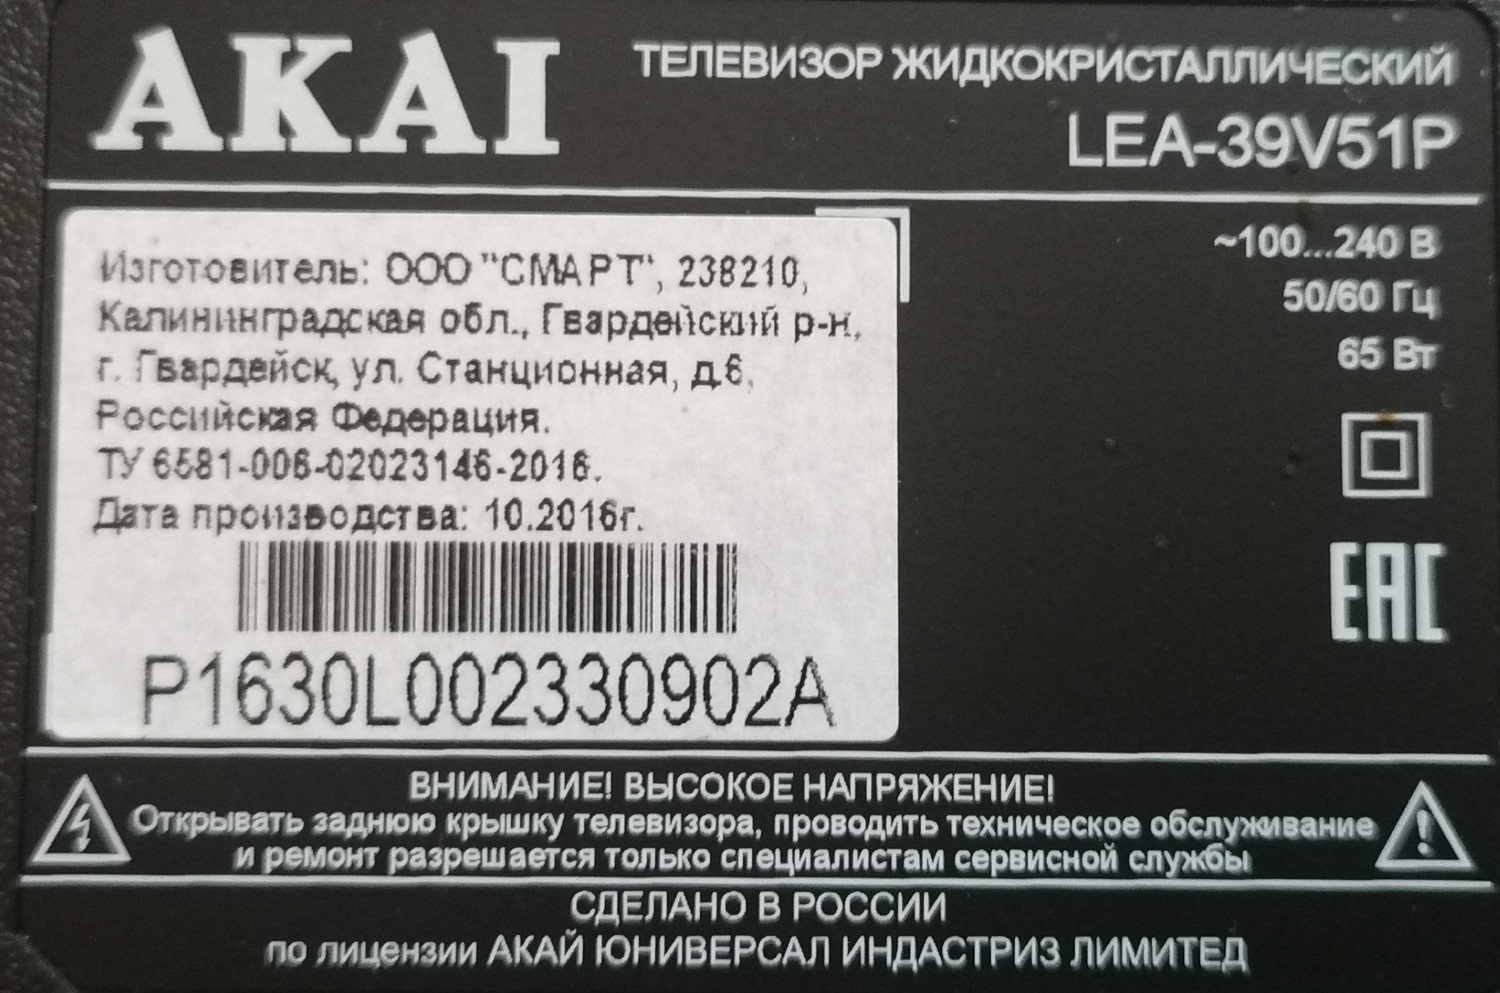 AKAI
ТЕЛЕВИЗОР ЖИДКОКРИСТАЛЛИЧЕСКИЙ
LEA-39V51P
Изготовитель: ООО "СМАРТ", 238210,
Калининградская обл., Гвардейский р-н,
г. Гвардейск, ул. Станционная, д.6,
Российская Федерация.
ТУ 6581-006-02023146-2016.
Дата производства: 10.2016г.
P1630L002330902A
~100...240 В
50/60 Гц
65 Вт
EAC
ВНИМАНИЕ! ВЫСОКОЕ НАПРЯЖЕНИЕ!
Открывать заднюю крышку телевизора, проводить техническое обслуживание
и ремонт разрешается только специалистам сервисной службы
СДЕЛАНО В РОССИИ
по лицензии АКАЙ ЮНИВЕРСАЛ ИНДАСТРИЗ ЛИМИТЕД